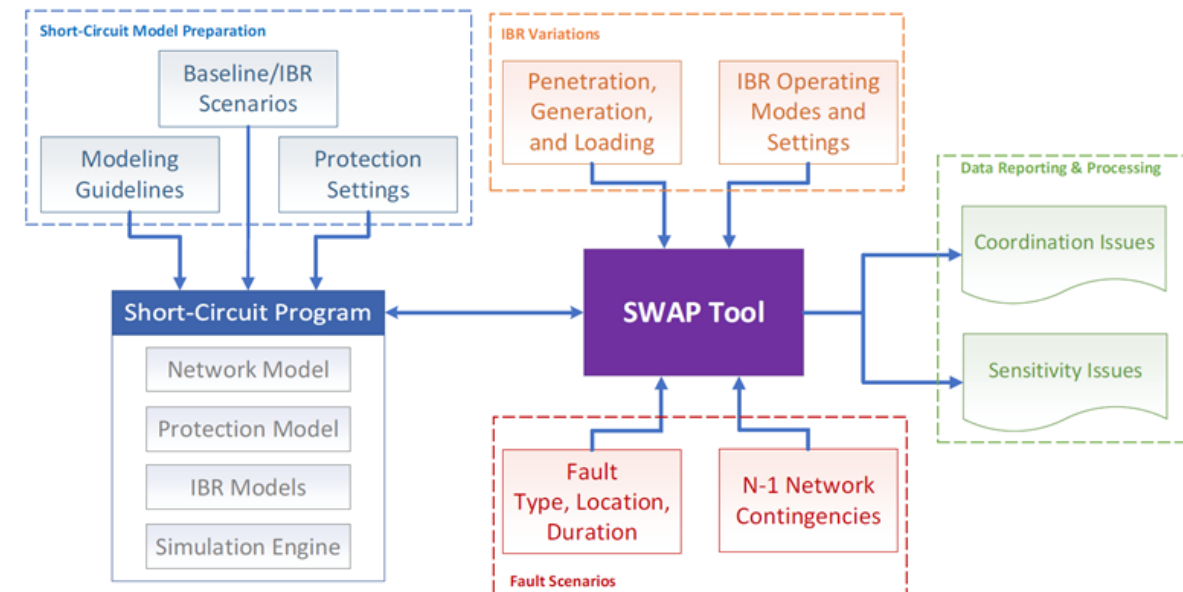 Short-Circuit Model Preparation
Baseline/IBR
Scenarios
Modeling
Guidelines
Protection
Settings
Short-Circuit Program
Network Model
Protection Model
IBR Models
Simulation Engine
IBR Variations
Penetration,
Generation,
and Loading
IBR Operating
Modes and
Settings
SWAP Tool
Fault
Type, Location,
Duration
N-1 Network
Contingencies
Fault Scenarios
Data Reporting & Processing
Coordination Issues
Sensitivity Issues